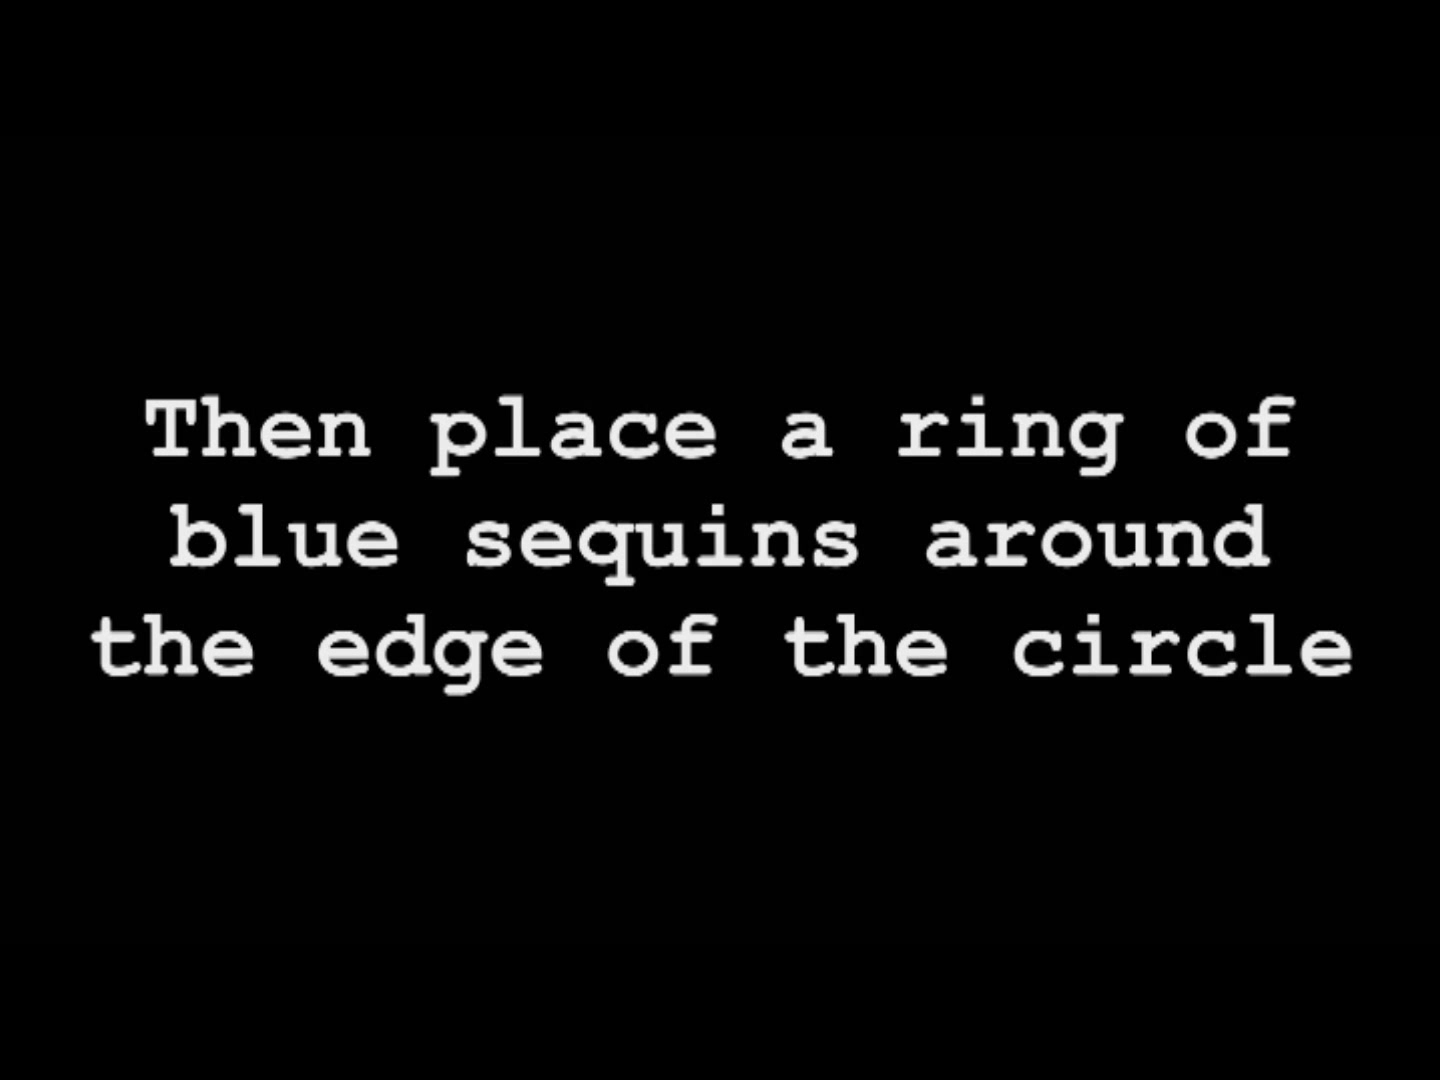 Then place a ring of
blue sequins around
the edge of the circle